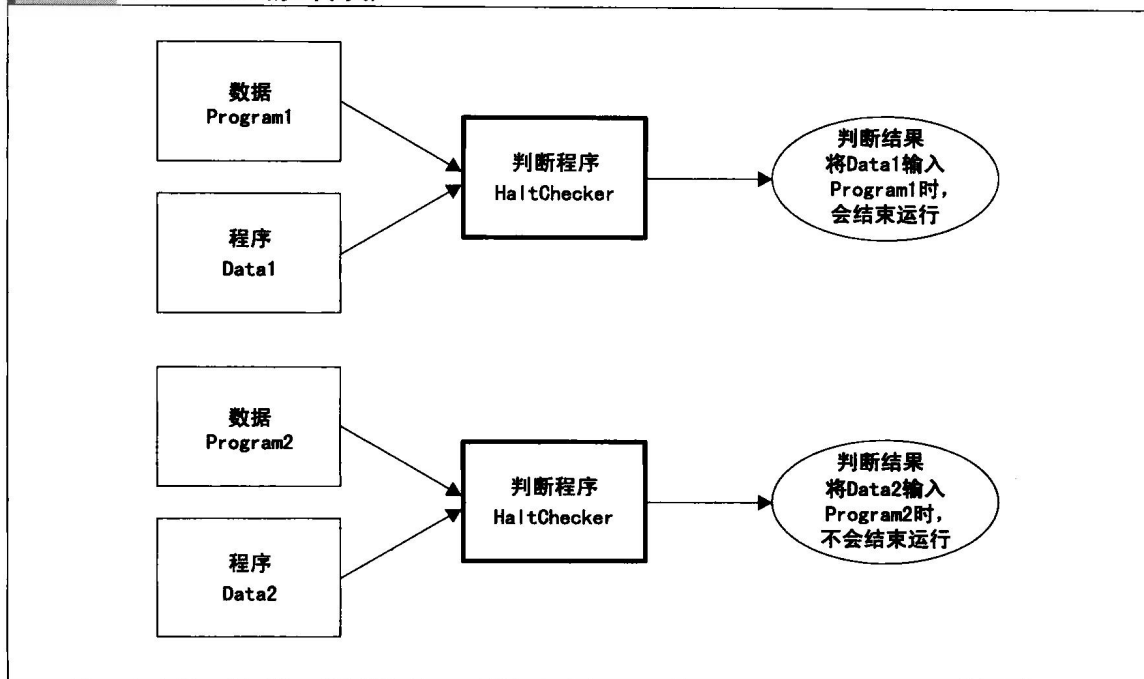 数据
Program1
程序
Data1
判断程序
HaltChecker
判断结果
将Data1输入
Program1时，
会结束运行
数据
Program2
程序
Data2
判断程序
HaltChecker
判断结果
将Data2输入
Program2时，
不会结束运行